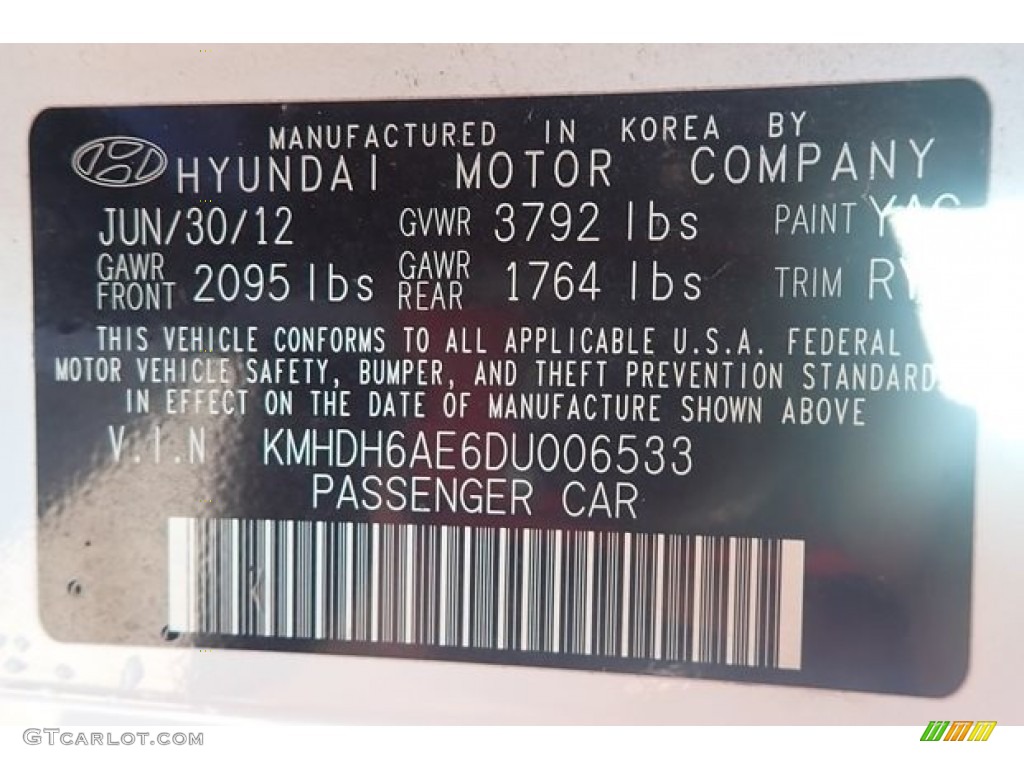 MANUFACTURED IN KOREA BY
HYUNDAI MOTOR COMPANY
JUN/30/12 GVWR 3792 lbs PAINT
GAWR FRONT 2095 lbs GAWR REAR 1764 lbs TRIM
THIS VEHICLE CONFORMS TO ALL APPLICABLE U.S.A. FEDERAL
MOTOR VEHICLE SAFETY, BUMPER, AND THEFT PREVENTION STANDARDS
IN EFFECT ON THE DATE OF MANUFACTURE SHOWN ABOVE
V.I.N KMHDH6AE6DU006533
PASSENGER CAR
GTCARLOT.COM